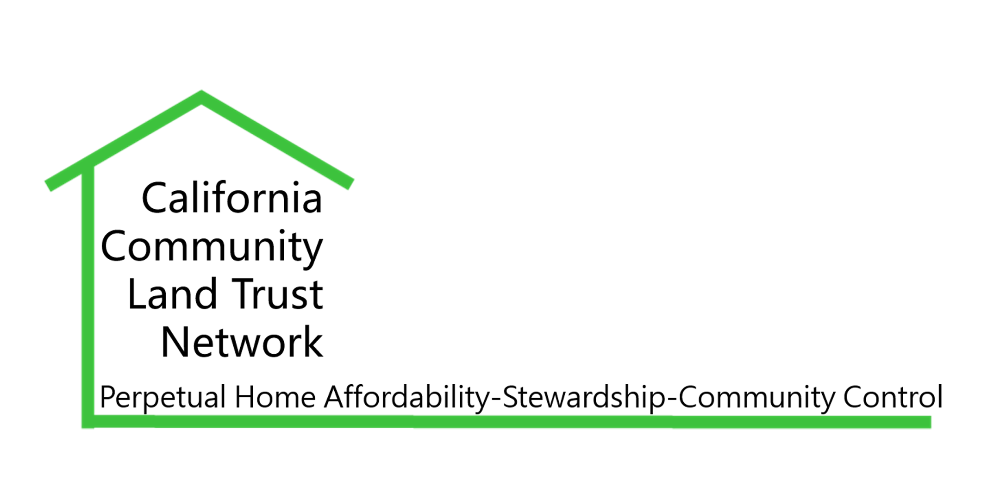 California
Community
Land Trust
Network
Perpetual Home Affordability-Stewardship-Community Control